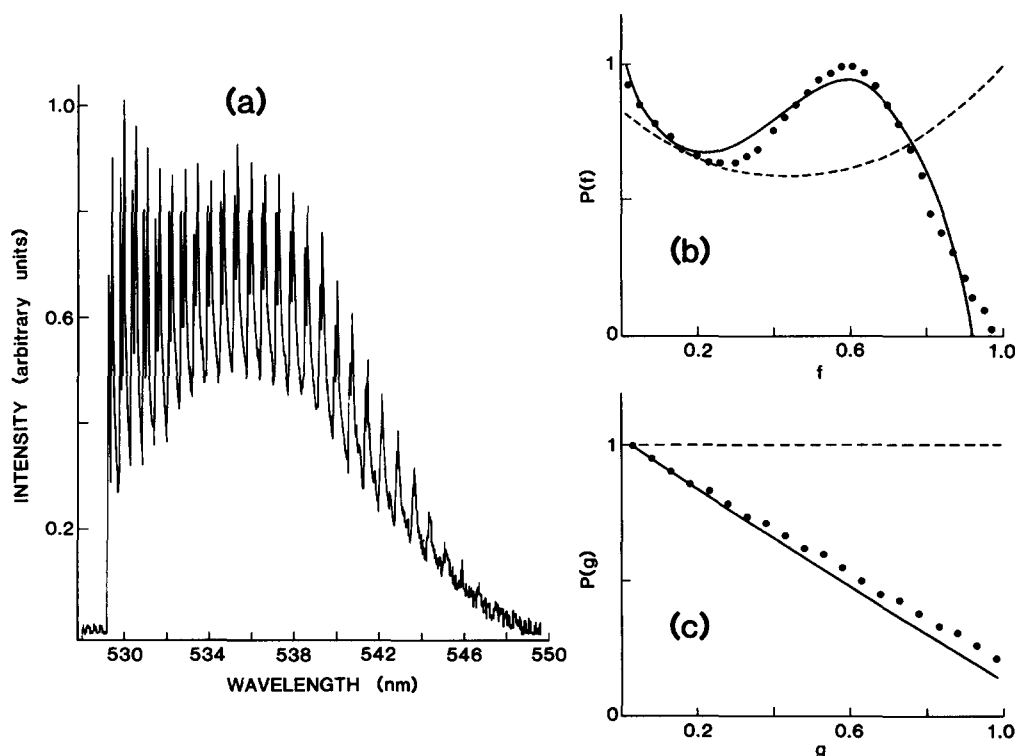 (a)
INTENSITY (arbitrary units)
1.0
0.6
0.2
530 534 538 542 546 550
WAVELENGTH (nm)
(b)
P(f)
1
0
0.2 0.6 1.0
f
(c)
P(g)
1
0
0.2 0.6 1.0
g